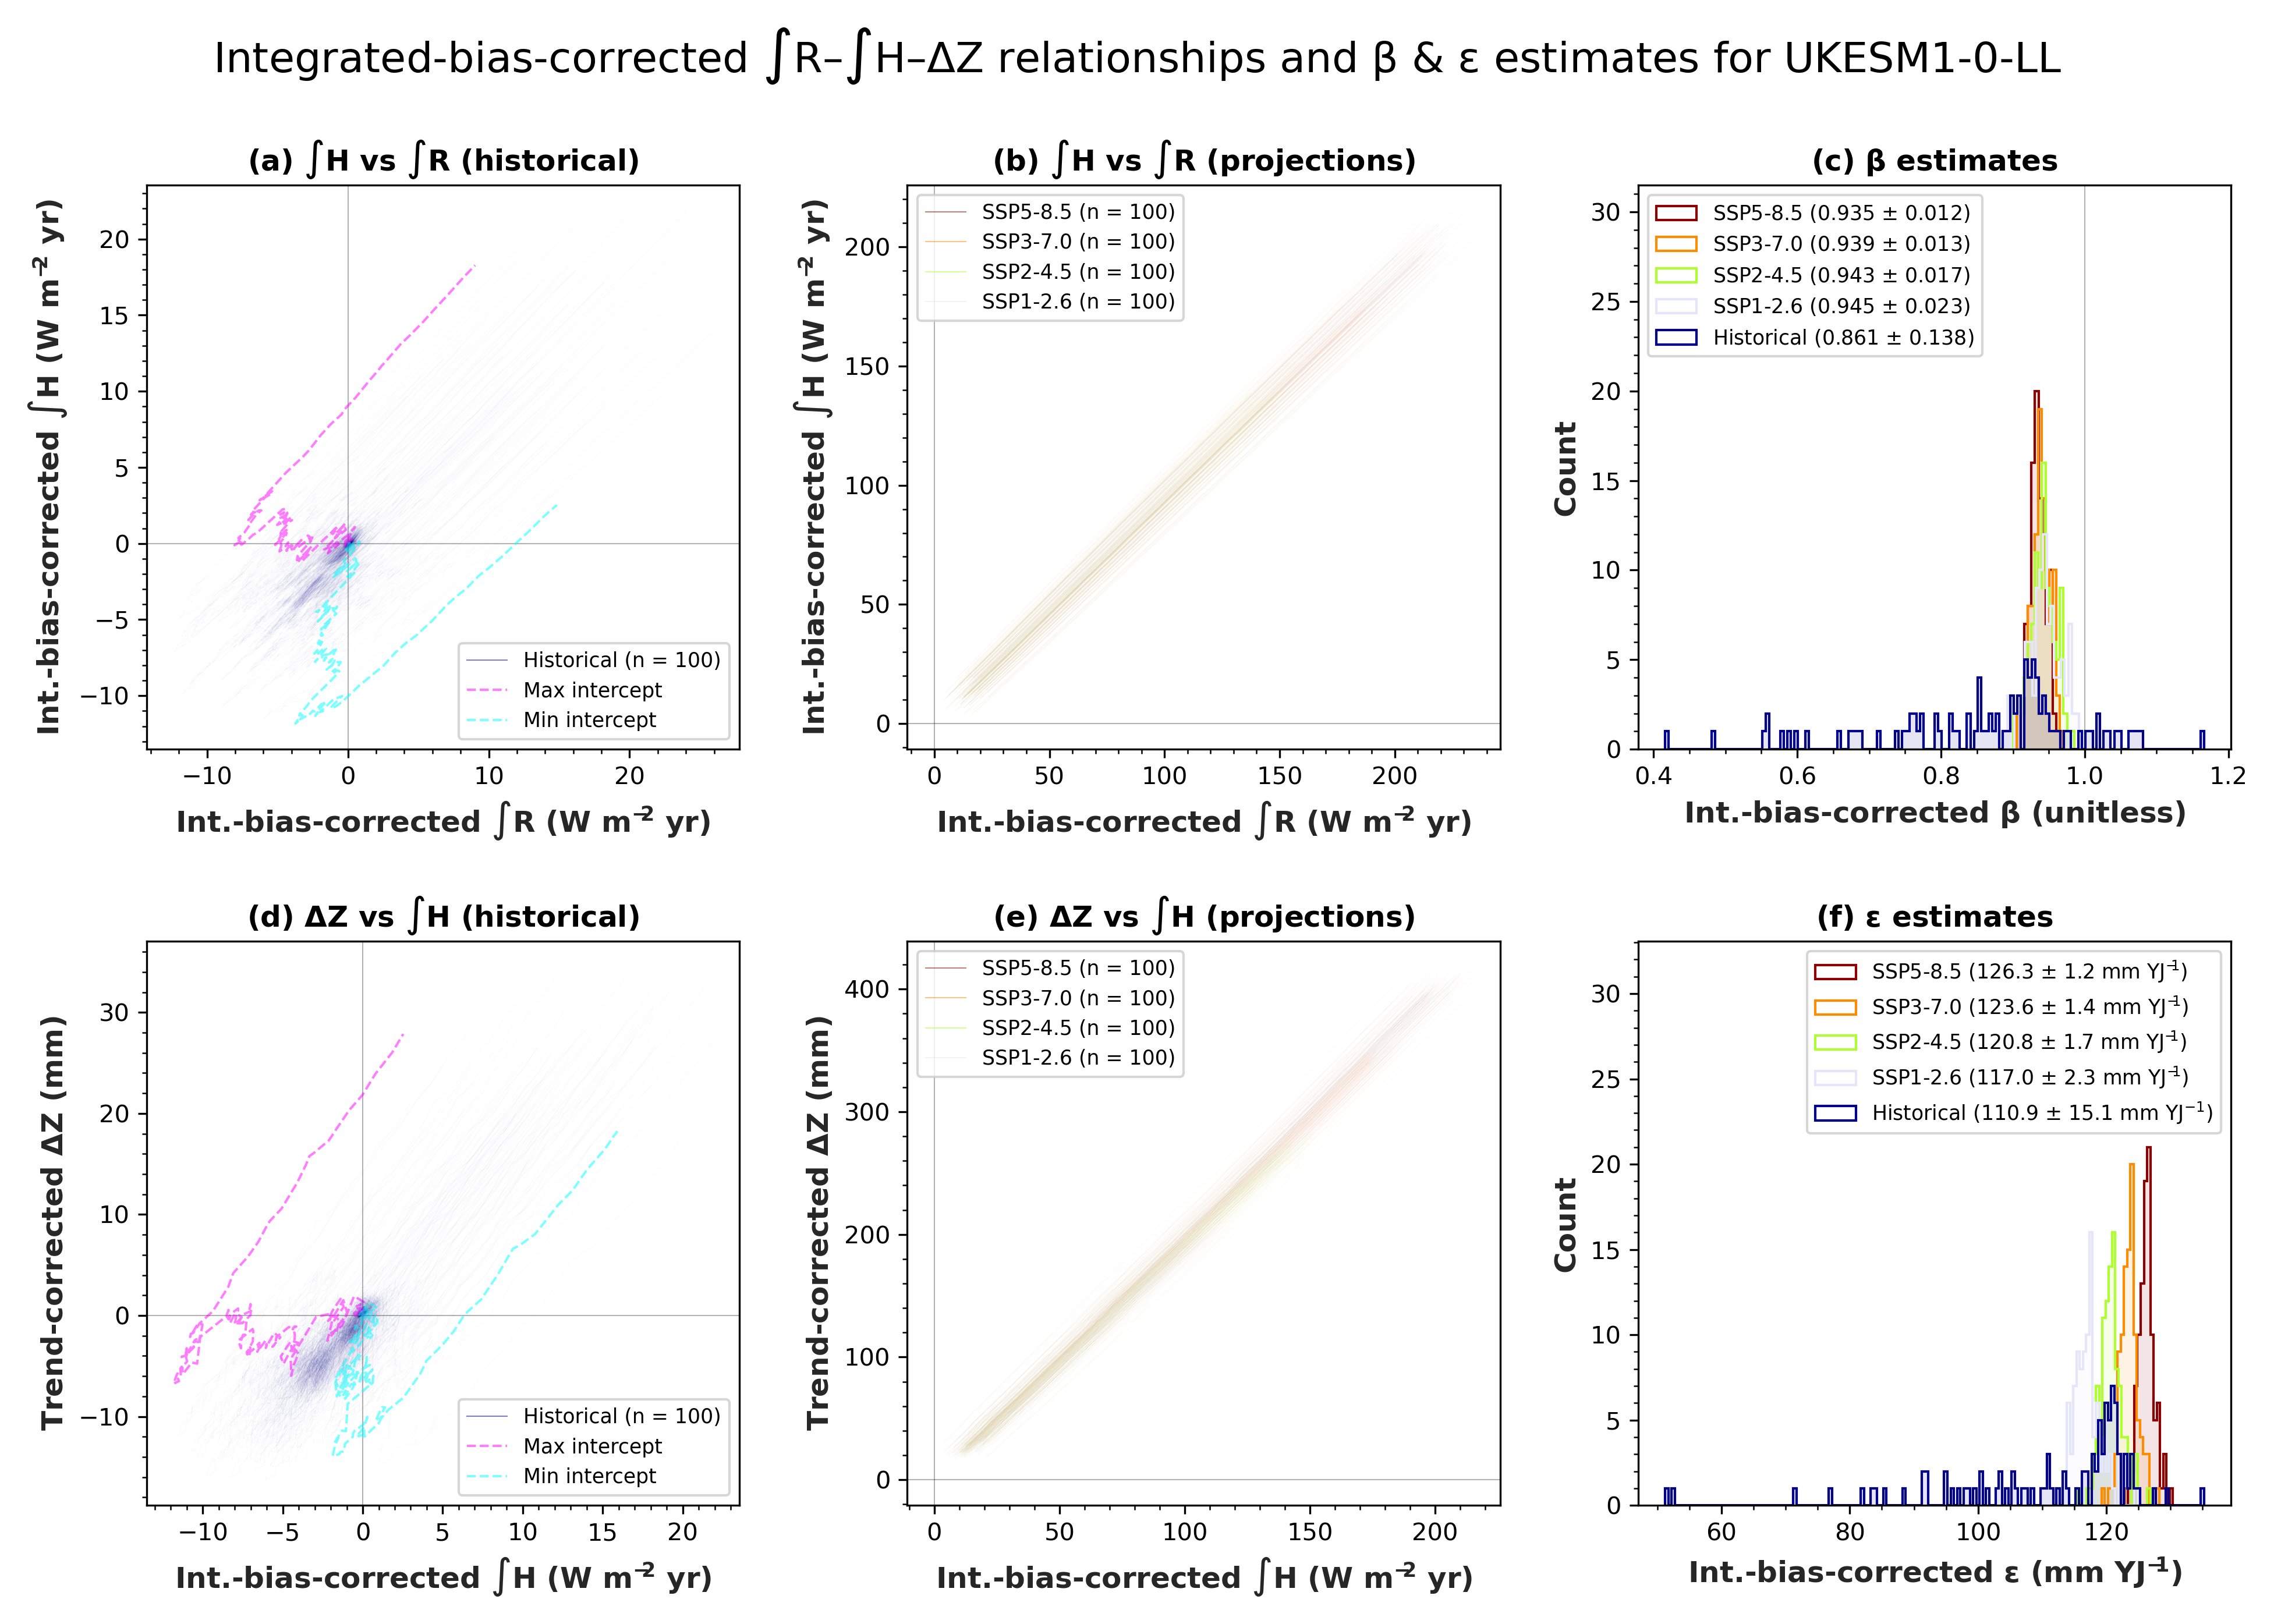 Integrated-bias-corrected ∫R–∫H–ΔZ relationships and β & ε estimates for UKESM1-0-LL
(a) ∫H vs ∫R (historical)
Int.-bias-corrected ∫H (W m⁻² yr)
20
15
10
5
0
−5
−10
Historical (n = 100)
Max intercept
Min intercept
−10 0 10 20
Int.-bias-corrected ∫R (W m⁻² yr)
(b) ∫H vs ∫R (projections)
Int.-bias-corrected ∫H (W m⁻² yr)
SSP5-8.5 (n = 100)
SSP3-7.0 (n = 100)
SSP2-4.5 (n = 100)
SSP1-2.6 (n = 100)
200
150
100
50
0
0 50 100 150 200
Int.-bias-corrected ∫R (W m⁻² yr)
(c) β estimates
Count
SSP5-8.5 (0.935 ± 0.012)
SSP3-7.0 (0.939 ± 0.013)
SSP2-4.5 (0.943 ± 0.017)
SSP1-2.6 (0.945 ± 0.023)
Historical (0.861 ± 0.138)
30
25
20
15
10
5
0
0.4 0.6 0.8 1.0 1.2
Int.-bias-corrected β (unitless)
(d) ΔZ vs ∫H (historical)
Trend-corrected ΔZ (mm)
30
20
10
0
−10
Historical (n = 100)
Max intercept
Min intercept
−10 −5 0 5 10 15 20
Int.-bias-corrected ∫H (W m⁻² yr)
(e) ΔZ vs ∫H (projections)
Trend-corrected ΔZ (mm)
SSP5-8.5 (n = 100)
SSP3-7.0 (n = 100)
SSP2-4.5 (n = 100)
SSP1-2.6 (n = 100)
400
300
200
100
0
0 50 100 150 200
Int.-bias-corrected ∫H (W m⁻² yr)
(f) ε estimates
Count
SSP5-8.5 (126.3 ± 1.2 mm YJ⁻¹)
SSP3-7.0 (123.6 ± 1.4 mm YJ⁻¹)
SSP2-4.5 (120.8 ± 1.7 mm YJ⁻¹)
SSP1-2.6 (117.0 ± 2.3 mm YJ⁻¹)
Historical (110.9 ± 15.1 mm YJ⁻¹)
30
25
20
15
10
5
0
60 80 100 120
Int.-bias-corrected ε (mm YJ⁻¹)